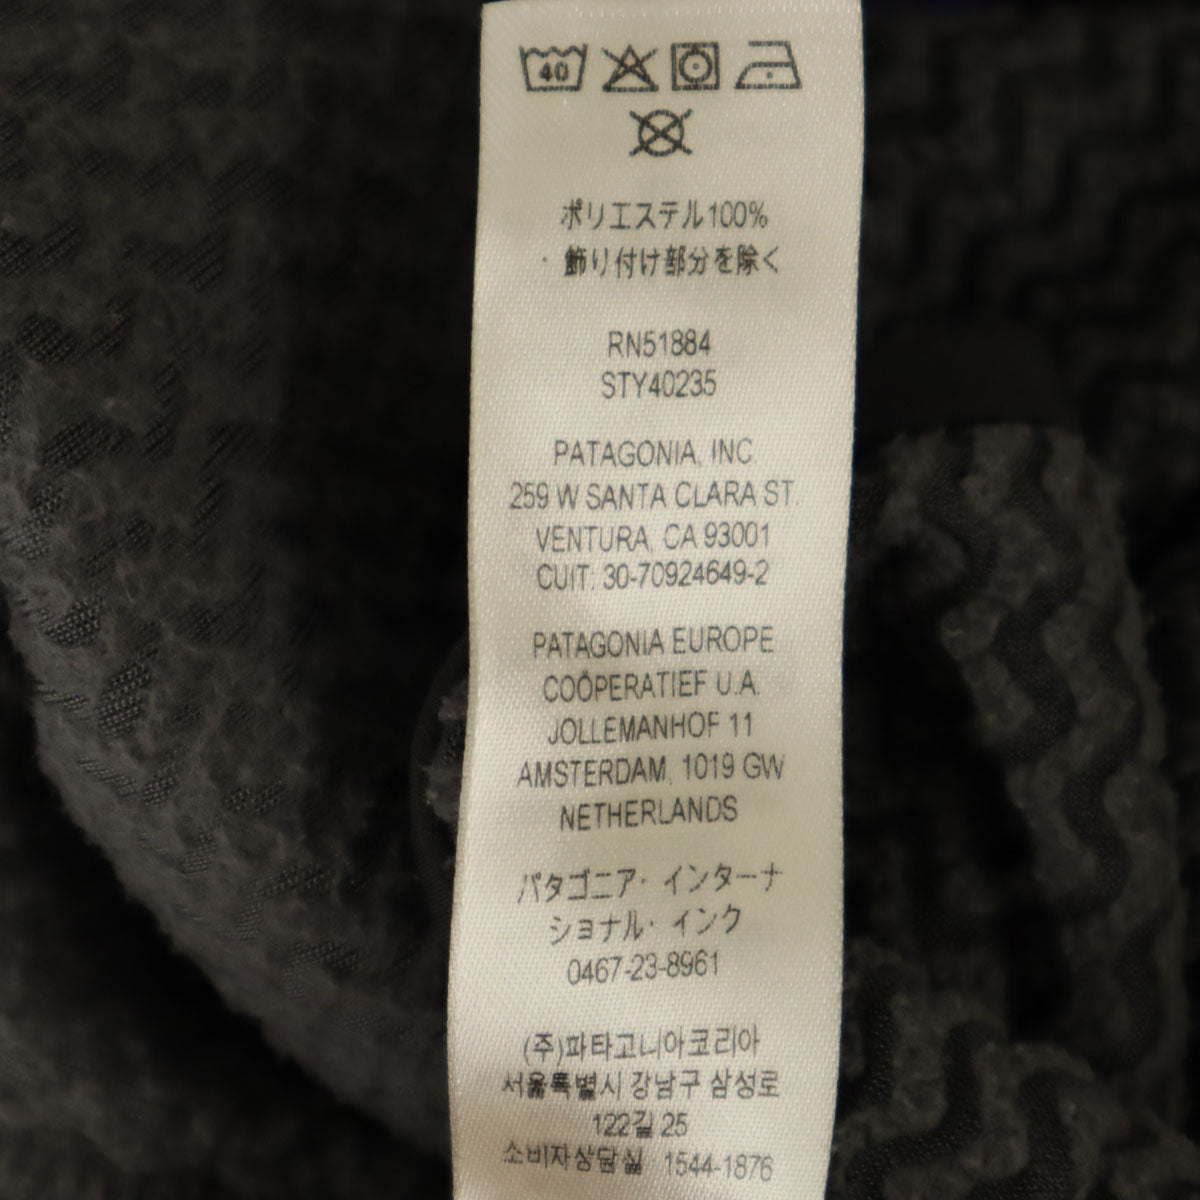 40
ポリエステル100%
・飾り付け部分を除く
RN51884
STY40235
PATAGONIA, INC
259 W SANTA CLARA ST
VENTURA, CA 93001
CUIT: 30-70924649-2
PATAGONIA EUROPE
COÖPERATIEF U.A.
JOLLEMANHOF 11
AMSTERDAM, 1019 GW
NETHERLANDS
パタゴニア・インターナ
ショナル・インク
0467-23-8961
(주)파타고니아코리아
서울특별시 강남구 삼성로
122길 25
소비자상담실 1544-1876